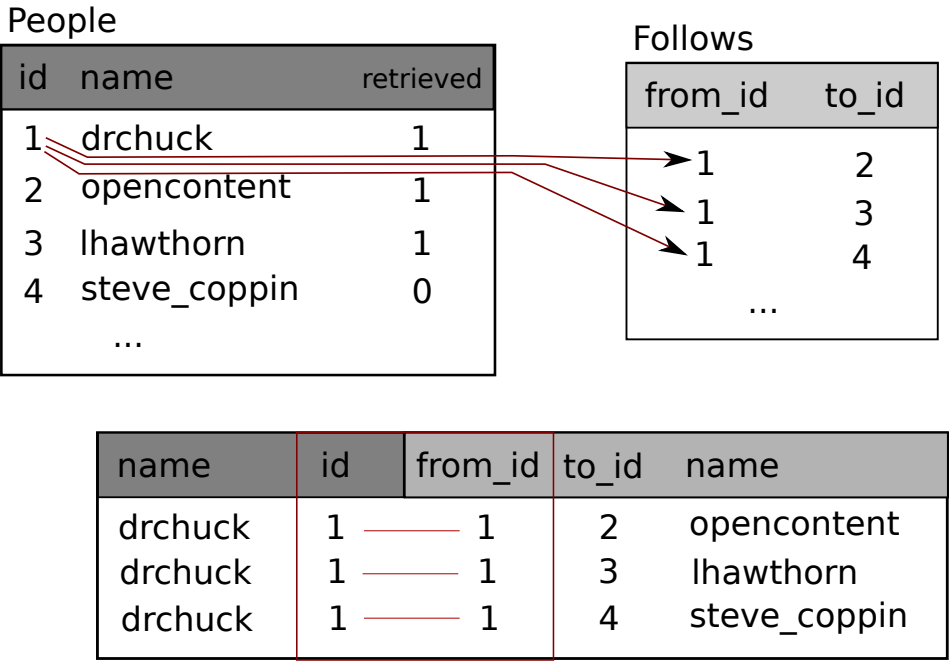 People
id name retrieved
1 drchuck 1
2 opencontent 1
3 lhawthorn 1
4 steve_coppin 0
...
Follows
from_id to_id
1 2
1 3
1 4
...
name id from_id to_id name
drchuck 1 1 2 opencontent
drchuck 1 1 3 lhawthorn
drchuck 1 1 4 steve_coppin